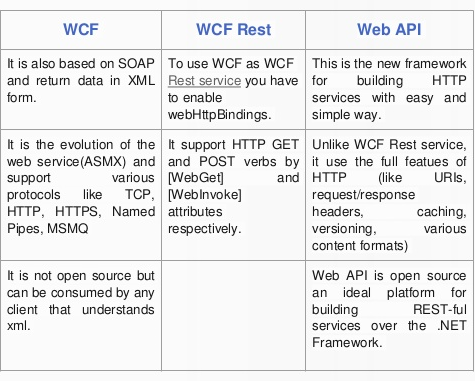 WCF
WCF Rest
Web API
It is also based on SOAP
and return data in XML
form.
To use WCF as WCF
Rest service you have
to enable
webHttpBindings.
This is the new framework
for building HTTP
services with easy and
simple way.
It is the evolution of the
web service(ASMX) and
support various
protocols like TCP,
HTTP, HTTPS, Named
Pipes, MSMQ
It support HTTP GET
and POST verbs by
[WebGet] and
[WebInvoke]
attributes
respectively.
Unlike WCF Rest service,
it use the full featues of
HTTP (like URIs,
request/response
headers, caching,
versioning, various
content formats)
It is not open source but
can be consumed by any
client that understands
xml.
Web API is open source
an ideal platform for
building REST-ful
services over the .NET
Framework.